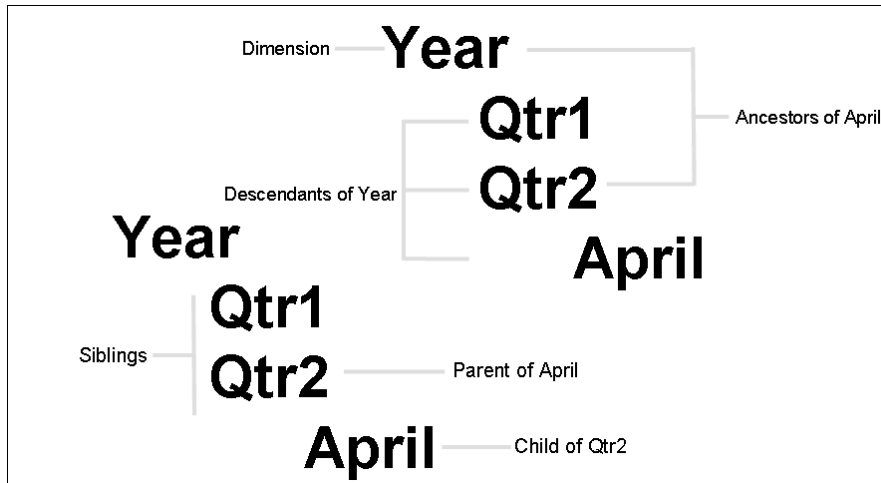 Dimension Year
Qtr1
Ancestors of April
Qtr2
Descendants of Year
Year
April
Qtr1
Siblings
Qtr2 Parent of April
April Child of Qtr2